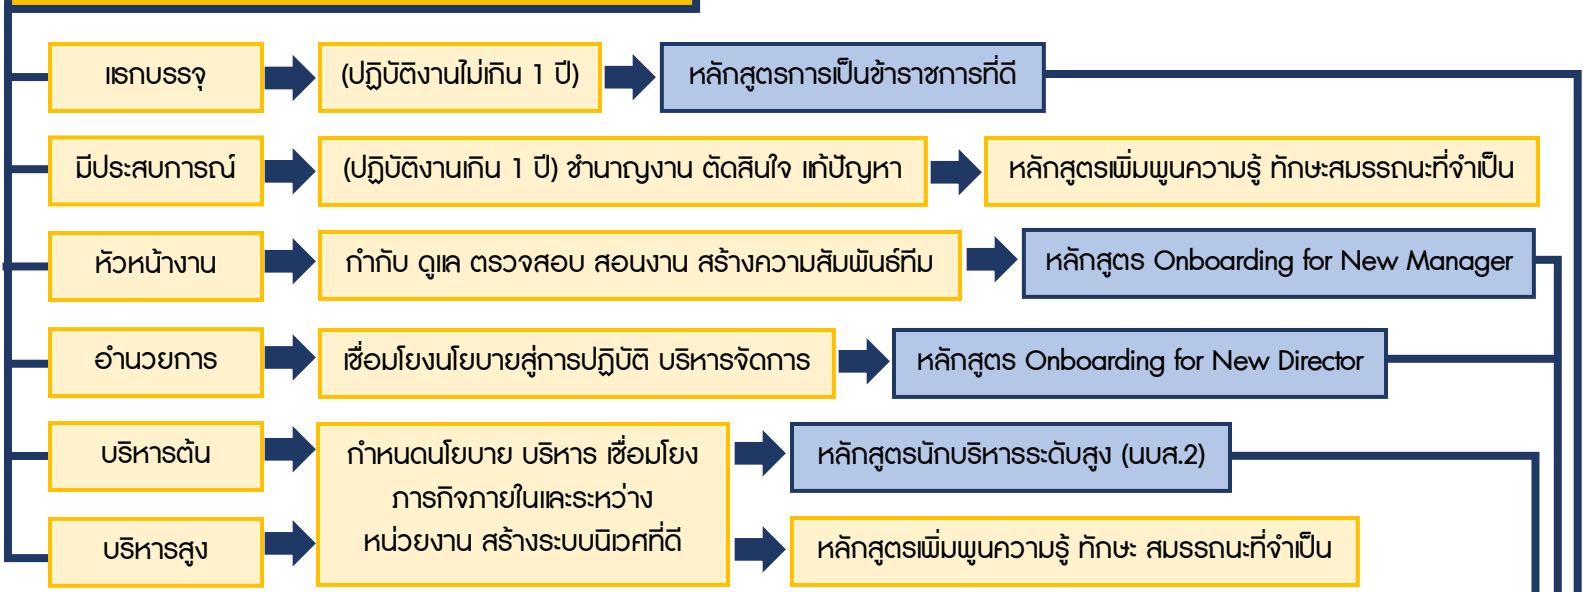 แรกบรรจุ
(ปฏิบัติงานไม่เกิน 1 ปี)
หลักสูตรการเป็นข้าราชการที่ดี
มีประสบการณ์
(ปฏิบัติงานเกิน 1 ปี) ชำนาญงาน ตัดสินใจ แก้ปัญหา
หลักสูตรเพิ่มพูนความรู้ ทักษะสมรรถนะที่จำเป็น
หัวหน้างาน
กำกับ ดูแล ตรวจสอบ สอนงาน สร้างความสัมพันธ์ทีม
หลักสูตร Onboarding for New Manager
อำนวยการ
เชื่อมโยงนโยบายสู่การปฏิบัติ บริหารจัดการ
หลักสูตร Onboarding for New Director
บริหารต้น
กำหนดนโยบาย บริหาร เชื่อมโยง
ภารกิจภายในและระหว่าง
หน่วยงาน สร้างระบบนิเวศที่ดี
หลักสูตรนักบริหารระดับสูง (นบส.2)
บริหารสูง
หลักสูตรเพิ่มพูนความรู้ ทักษะ สมรรถนะที่จำเป็น